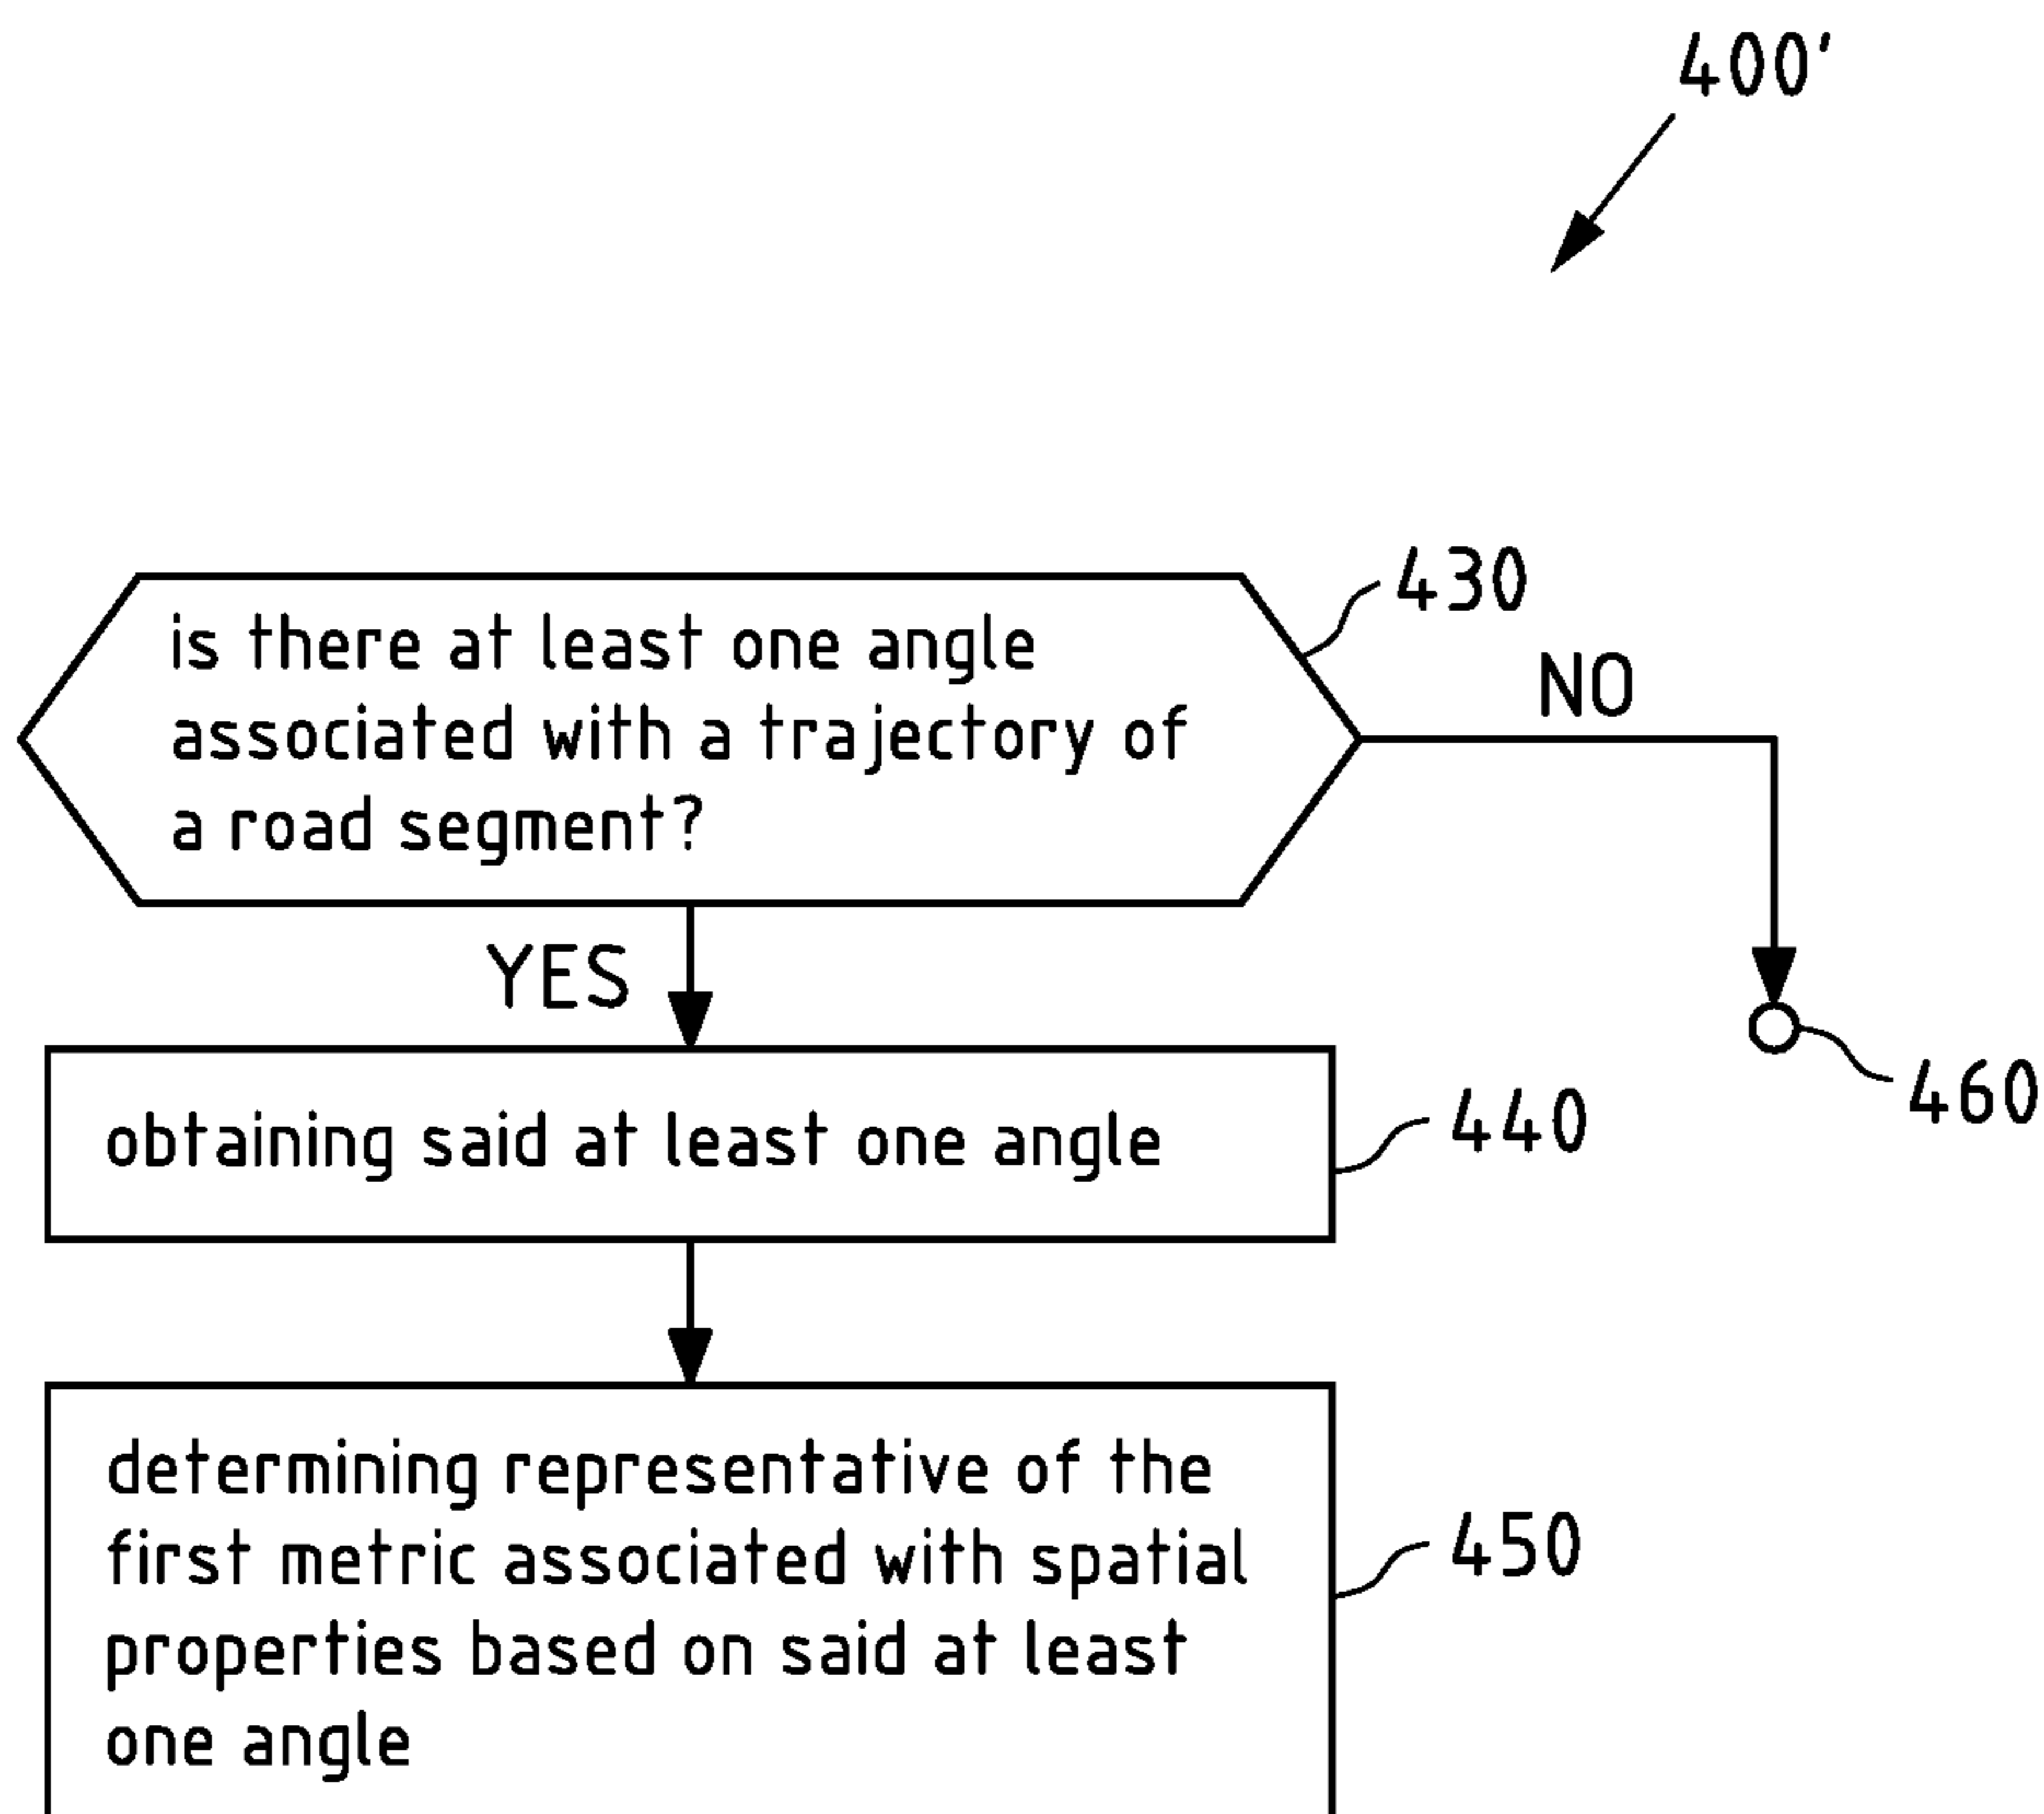 400'
is there at least one angle
associated with a trajectory of
a road segment?
430
NO
YES
460
obtaining said at least one angle
440
determining representative of the
first metric associated with spatial
properties based on said at least
one angle
450